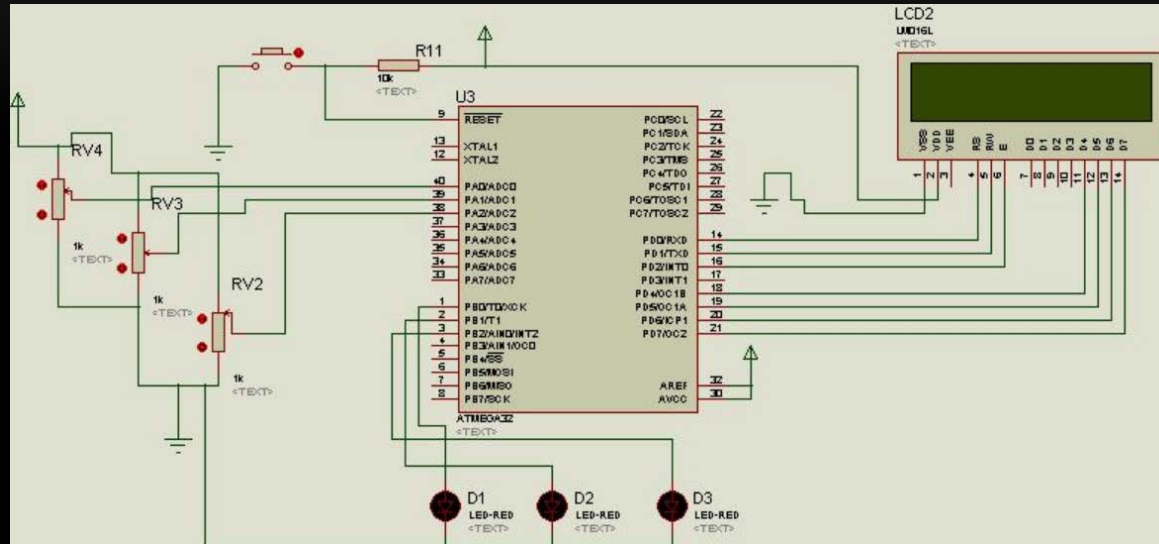 LCD2
LM016L
<TEXT>
R11
10k
<TEXT>
U3
9 RESET
13 XTAL1
12 XTAL2
40 PA0/ADC0
39 PA1/ADC1
38 PA2/ADC2
37 PA3/ADC3
36 PA4/ADC4
35 PA5/ADC5
34 PA6/ADC6
33 PA7/ADC7
1 PB0/T0/XCK
2 PB1/T1
3 PB2/AIN0/INT2
4 PB3/AIN1/OC0
5 PB4/SS
6 PB5/MOSI
7 PB6/MISO
8 PB7/SCK
PC0/SCL 22
PC1/SDA 23
PC2/TCK 24
PC3/TMS 25
PC4/TDO 26
PC5/TDI 27
PC6/TOSC1 28
PC7/TOSC2 29
PD0/RXD 14
PD1/TXD 15
PD2/INT0 16
PD3/INT1 17
PD4/OC1B 18
PD5/OC1A 19
PD6/ICP1 20
PD7/OC2 21
AREF 32
AVCC 30
ATMEGA32
<TEXT>
VSS VDD VEE RS RW E D0 D1 D2 D3 D4 D5 D6 D7
1 2 3 4 5 6 7 8 9 10 11 12 13 14
RV4
1k
<TEXT>
RV3
1k
<TEXT>
RV2
1k
<TEXT>
D1
LED-RED
<TEXT>
D2
LED-RED
<TEXT>
D3
LED-RED
<TEXT>